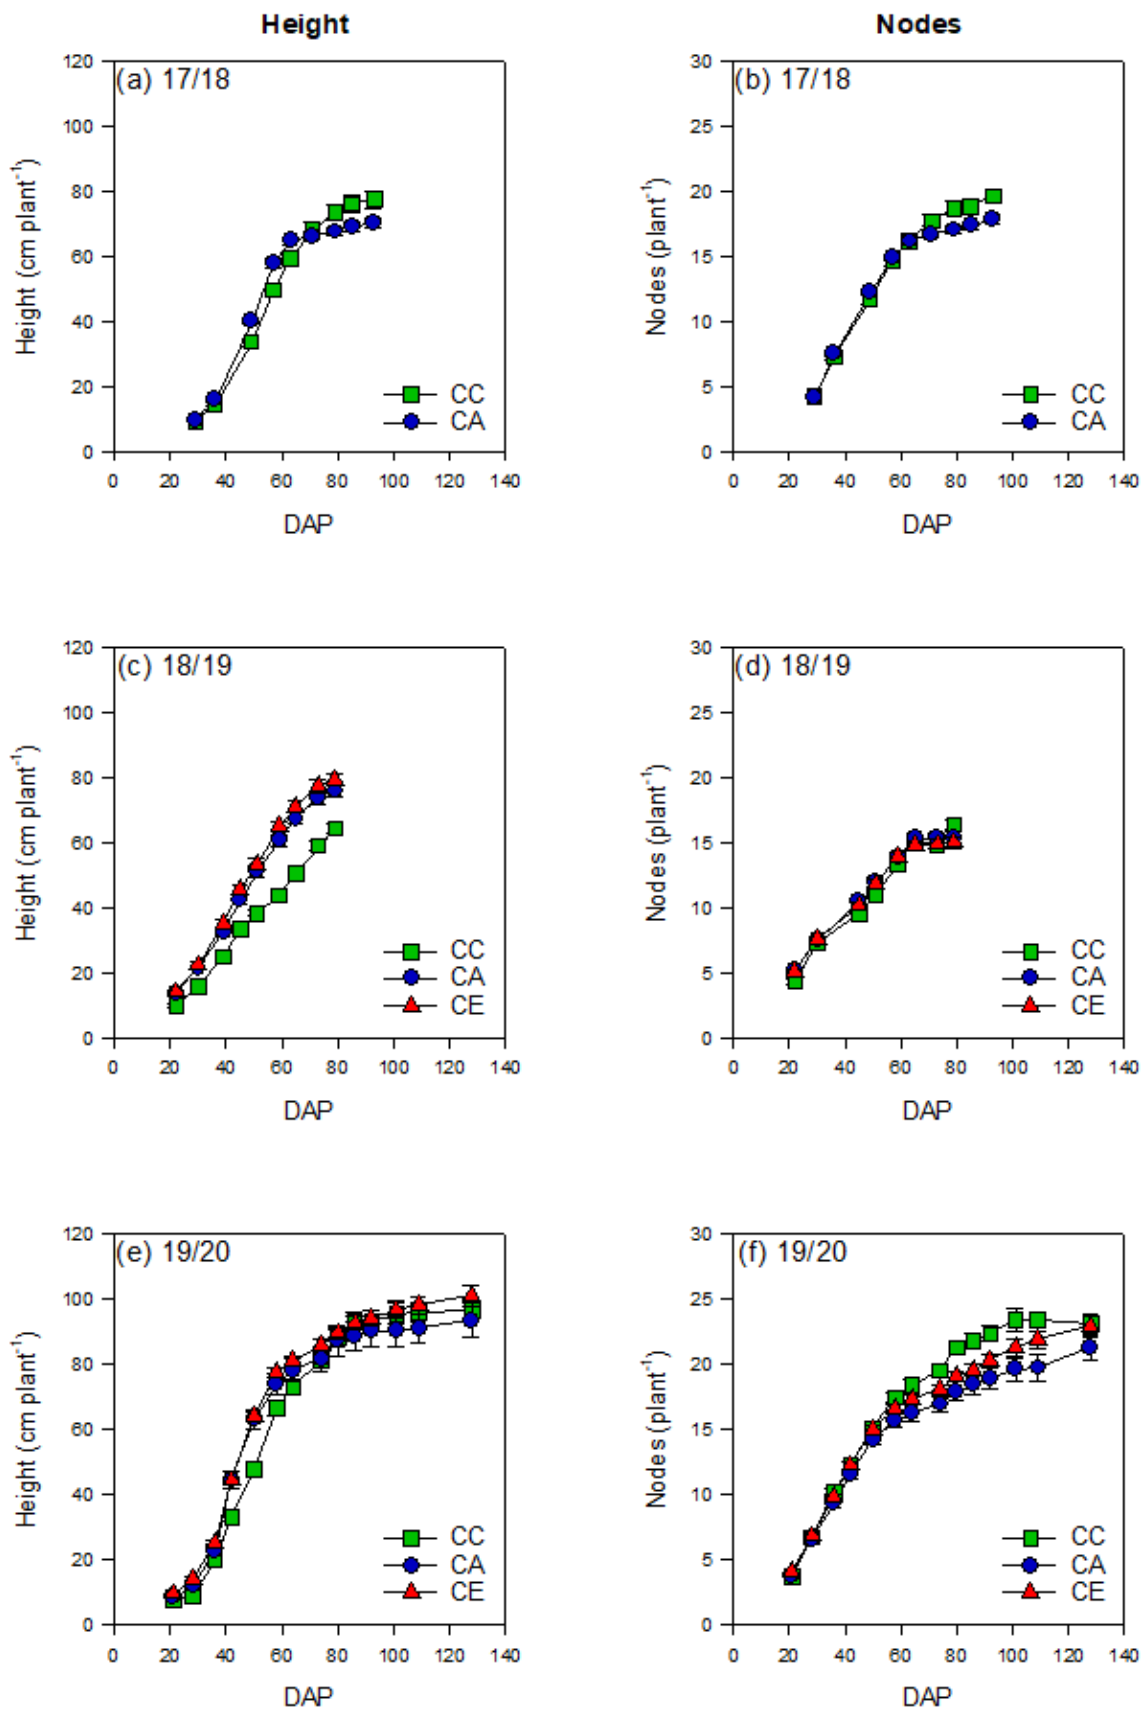 Height
Nodes
(a) 17/18
120
100
80
60
40
20
0
Height (cm plant⁻¹)
CC
CA
0 20 40 60 80 100 120 140
DAP
(b) 17/18
30
25
20
15
10
5
0
Nodes (plant⁻¹)
CC
CA
0 20 40 60 80 100 120 140
DAP
(c) 18/19
120
100
80
60
40
20
0
Height (cm plant⁻¹)
CC
CA
CE
0 20 40 60 80 100 120 140
DAP
(d) 18/19
30
25
20
15
10
5
0
Nodes (plant⁻¹)
CC
CA
CE
0 20 40 60 80 100 120 140
DAP
(e) 19/20
120
100
80
60
40
20
0
Height (cm plant⁻¹)
CC
CA
CE
0 20 40 60 80 100 120 140
DAP
(f) 19/20
30
25
20
15
10
5
0
Nodes (plant⁻¹)
CC
CA
CE
0 20 40 60 80 100 120 140
DAP